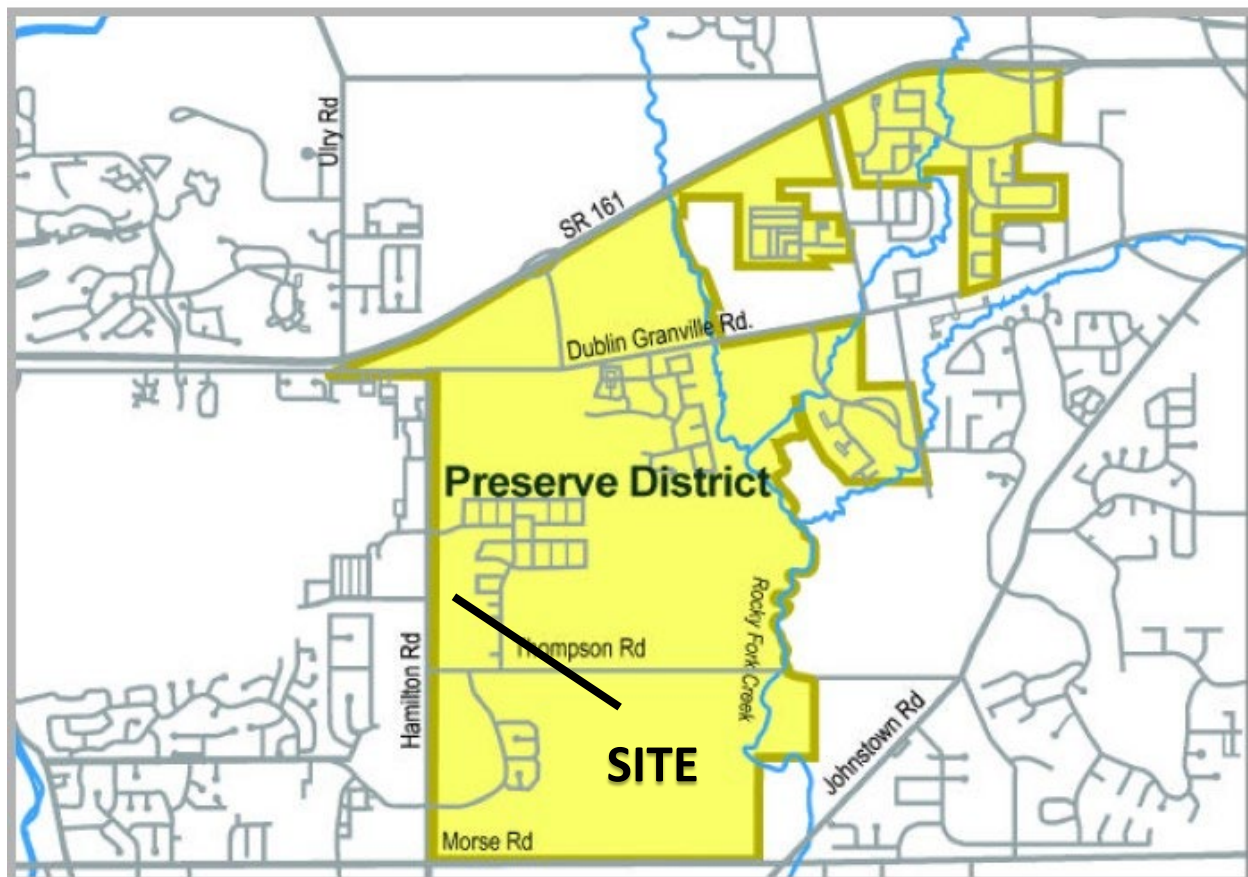 Ulry Rd
SR 161
Dublin Granville Rd.
Preserve District
Rocky Fork Creek
Thompson Rd
Hamilton Rd
SITE
Johnstown Rd
Morse Rd